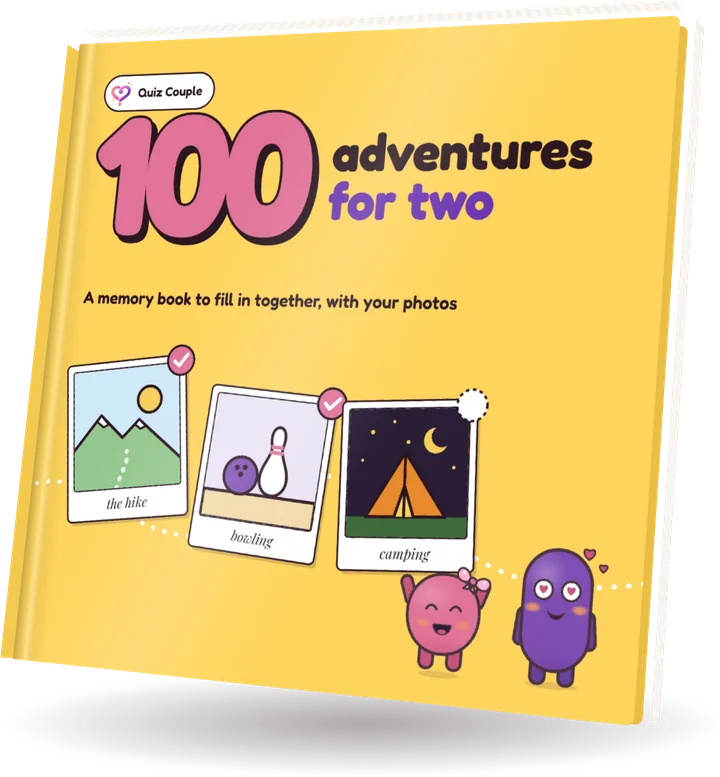 Quiz Couple
100 adventures
for two
A memory book to fill in together, with your photos
the hike
bowling
camping